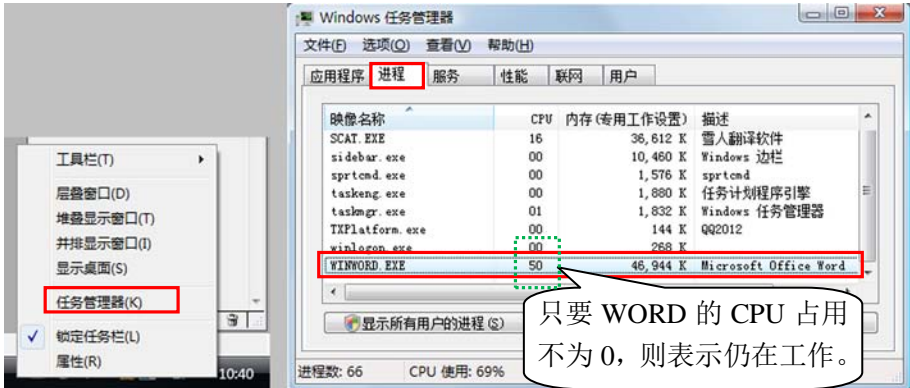 工具栏(T)
层叠窗口(D)
堆叠显示窗口(T)
并排显示窗口(I)
显示桌面(S)
任务管理器(K)
锁定任务栏(L)
属性(R)
10:40
Windows 任务管理器
文件(F) 选项(O) 查看(V) 帮助(H)
应用程序 进程 服务 性能 联网 用户
映像名称 CPU 内存(专用工作设置) 描述
SCAT.EXE 16 36,612 K 雪人翻译软件
sidebar.exe 00 10,460 K Windows 边栏
sprtcmd.exe 00 1,576 K sprtcmd
taskeng.exe 00 1,880 K 任务计划程序引擎
taskmgr.exe 01 1,832 K Windows 任务管理器
TXPlatform.exe 00 144 K QQ2012
winlogon.exe 00 268 K
WINWORD.EXE 50 46,944 K Microsoft Office Word
显示所有用户的进程(S)
只要 WORD 的 CPU 占用
不为 0，则表示仍在工作。
进程数: 66 CPU 使用: 69%